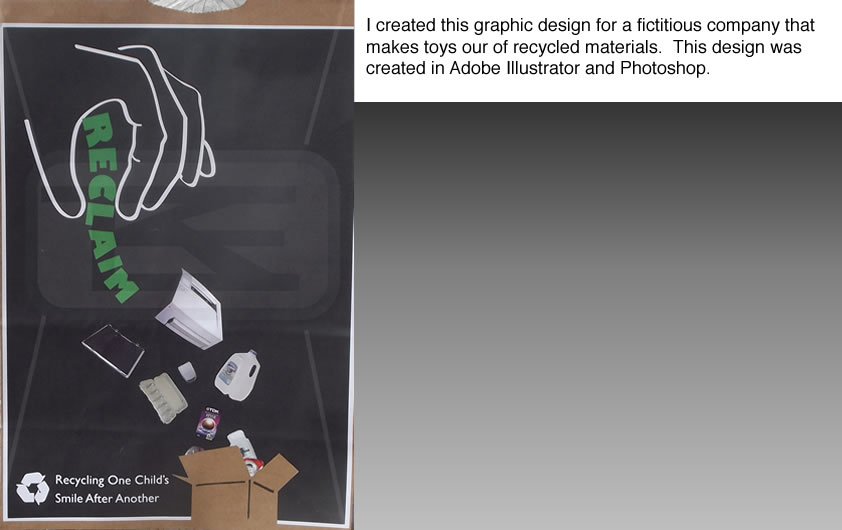 I created this graphic design for a fictitious company that
makes toys our of recycled materials.  This design was
created in Adobe Illustrator and Photoshop.
RECLAIM
TDK
Recycling One Child's
Smile After Another